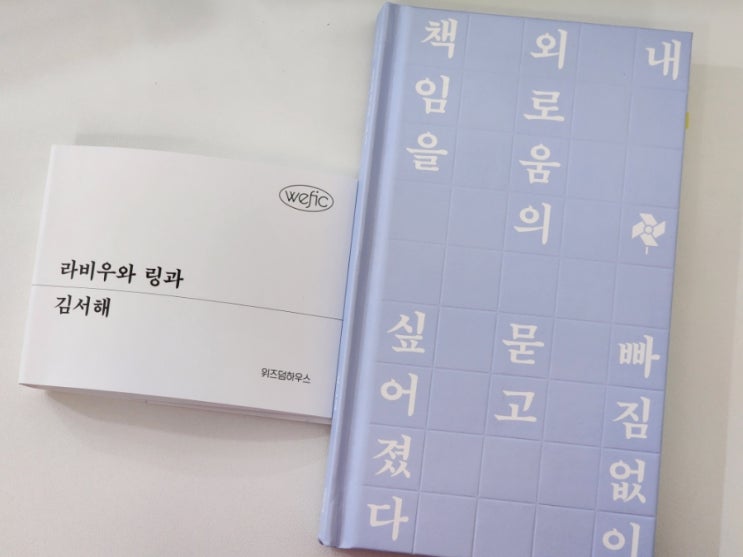 wefic
라비우와 링과
김서해
위즈덤하우스
내
외로움의
책임을
빠짐없이
묻고
싶어졌다